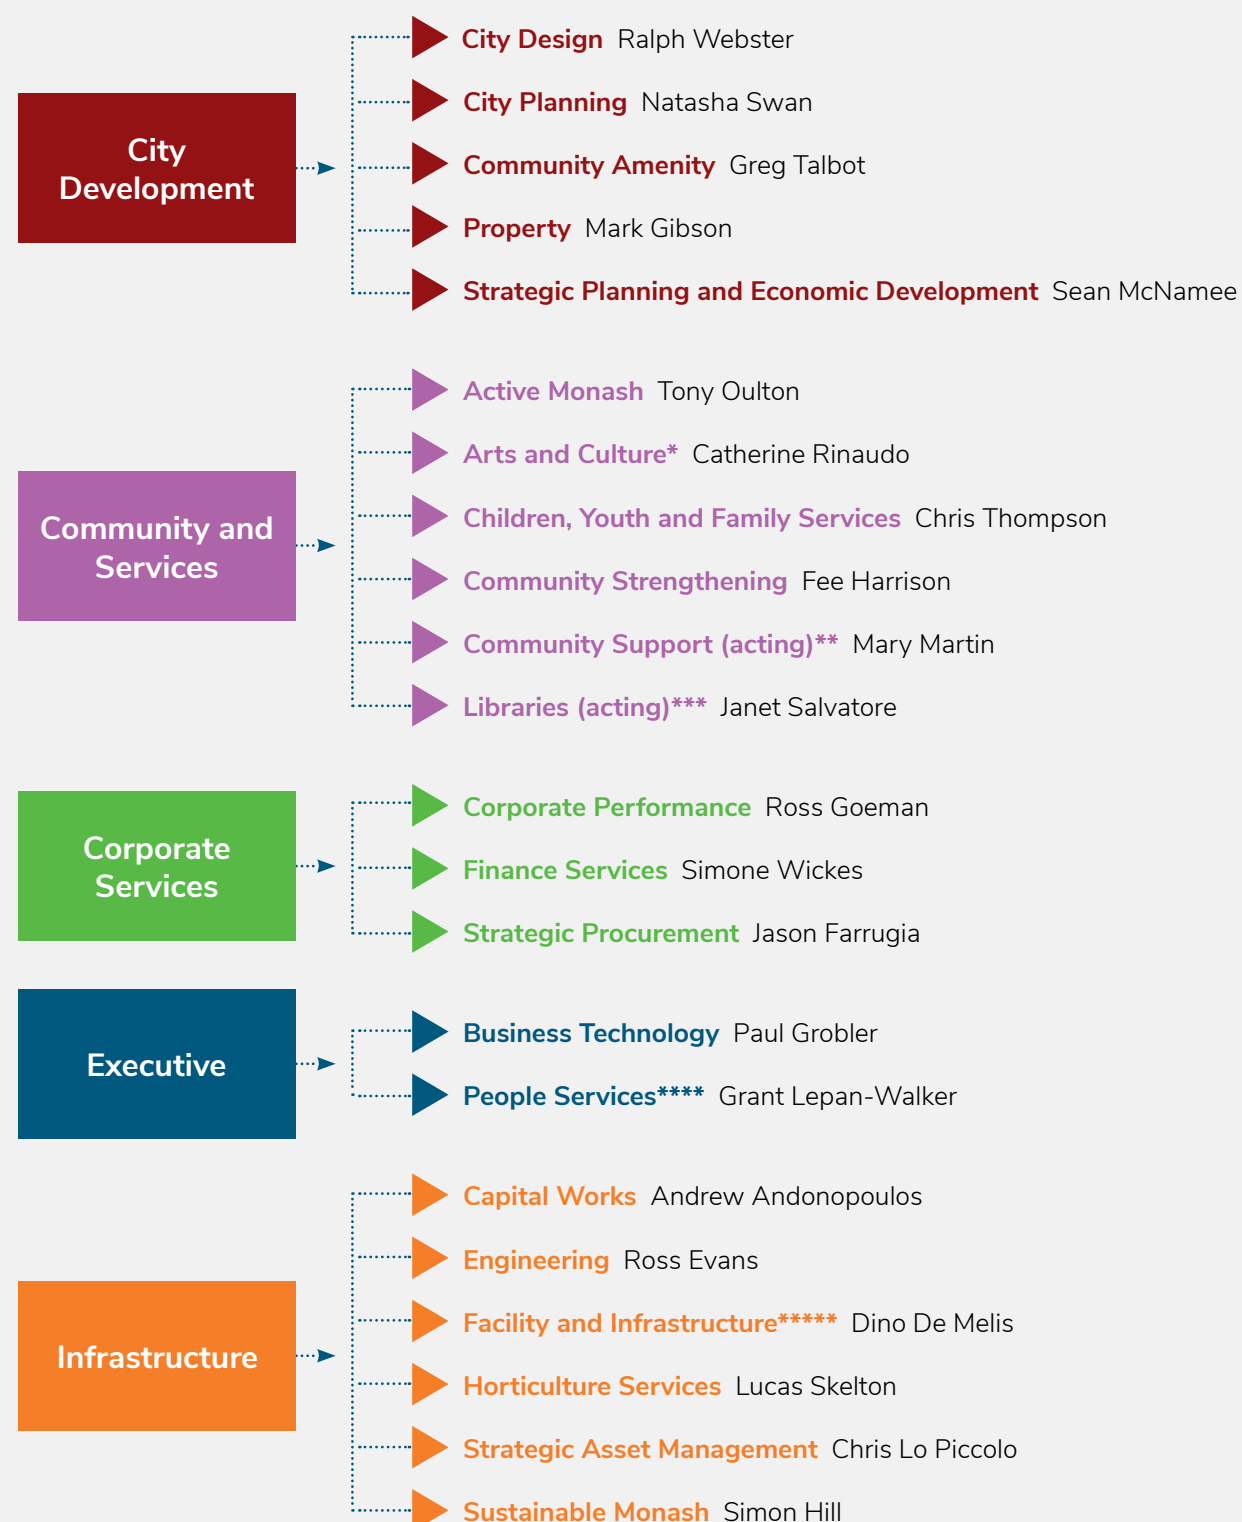 City
Development
City Design Ralph Webster
City Planning Natasha Swan
Community Amenity Greg Talbot
Property Mark Gibson
Strategic Planning and Economic Development Sean McNamee
Community and
Services
Active Monash Tony Oulton
Arts and Culture* Catherine Rinaudo
Children, Youth and Family Services Chris Thompson
Community Strengthening Fee Harrison
Community Support (acting)** Mary Martin
Libraries (acting)*** Janet Salvatore
Corporate
Services
Corporate Performance Ross Goeman
Finance Services Simone Wickes
Strategic Procurement Jason Farrugia
Executive
Business Technology Paul Grobler
People Services**** Grant Lepan-Walker
Infrastructure
Capital Works Andrew Andonopoulos
Engineering Ross Evans
Facility and Infrastructure***** Dino De Melis
Horticulture Services Lucas Skelton
Strategic Asset Management Chris Lo Piccolo
Sustainable Monash Simon Hill